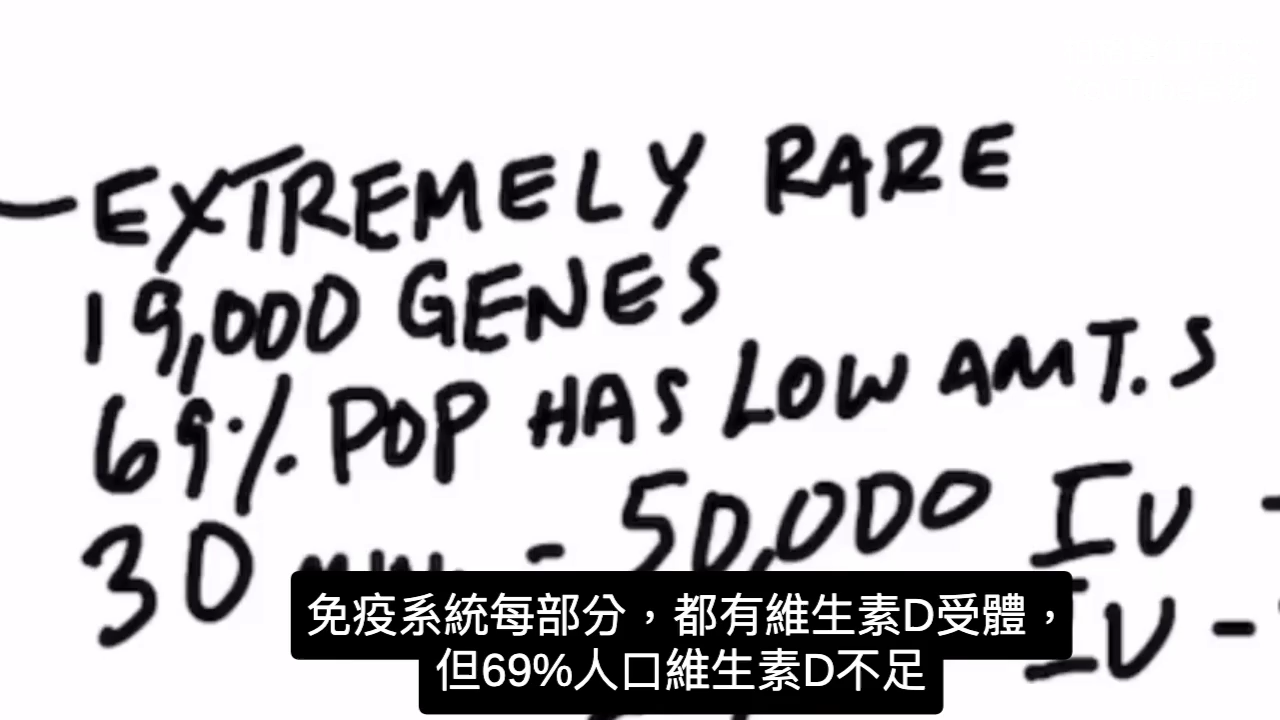 EXTREMELY RARE
19,000 GENES
69% POP HAS LOW AMT. S
30 MIN. - 50,000 IU -
IU -
免疫系統每部分，都有維生素D受體，
但69%人口維生素D不足